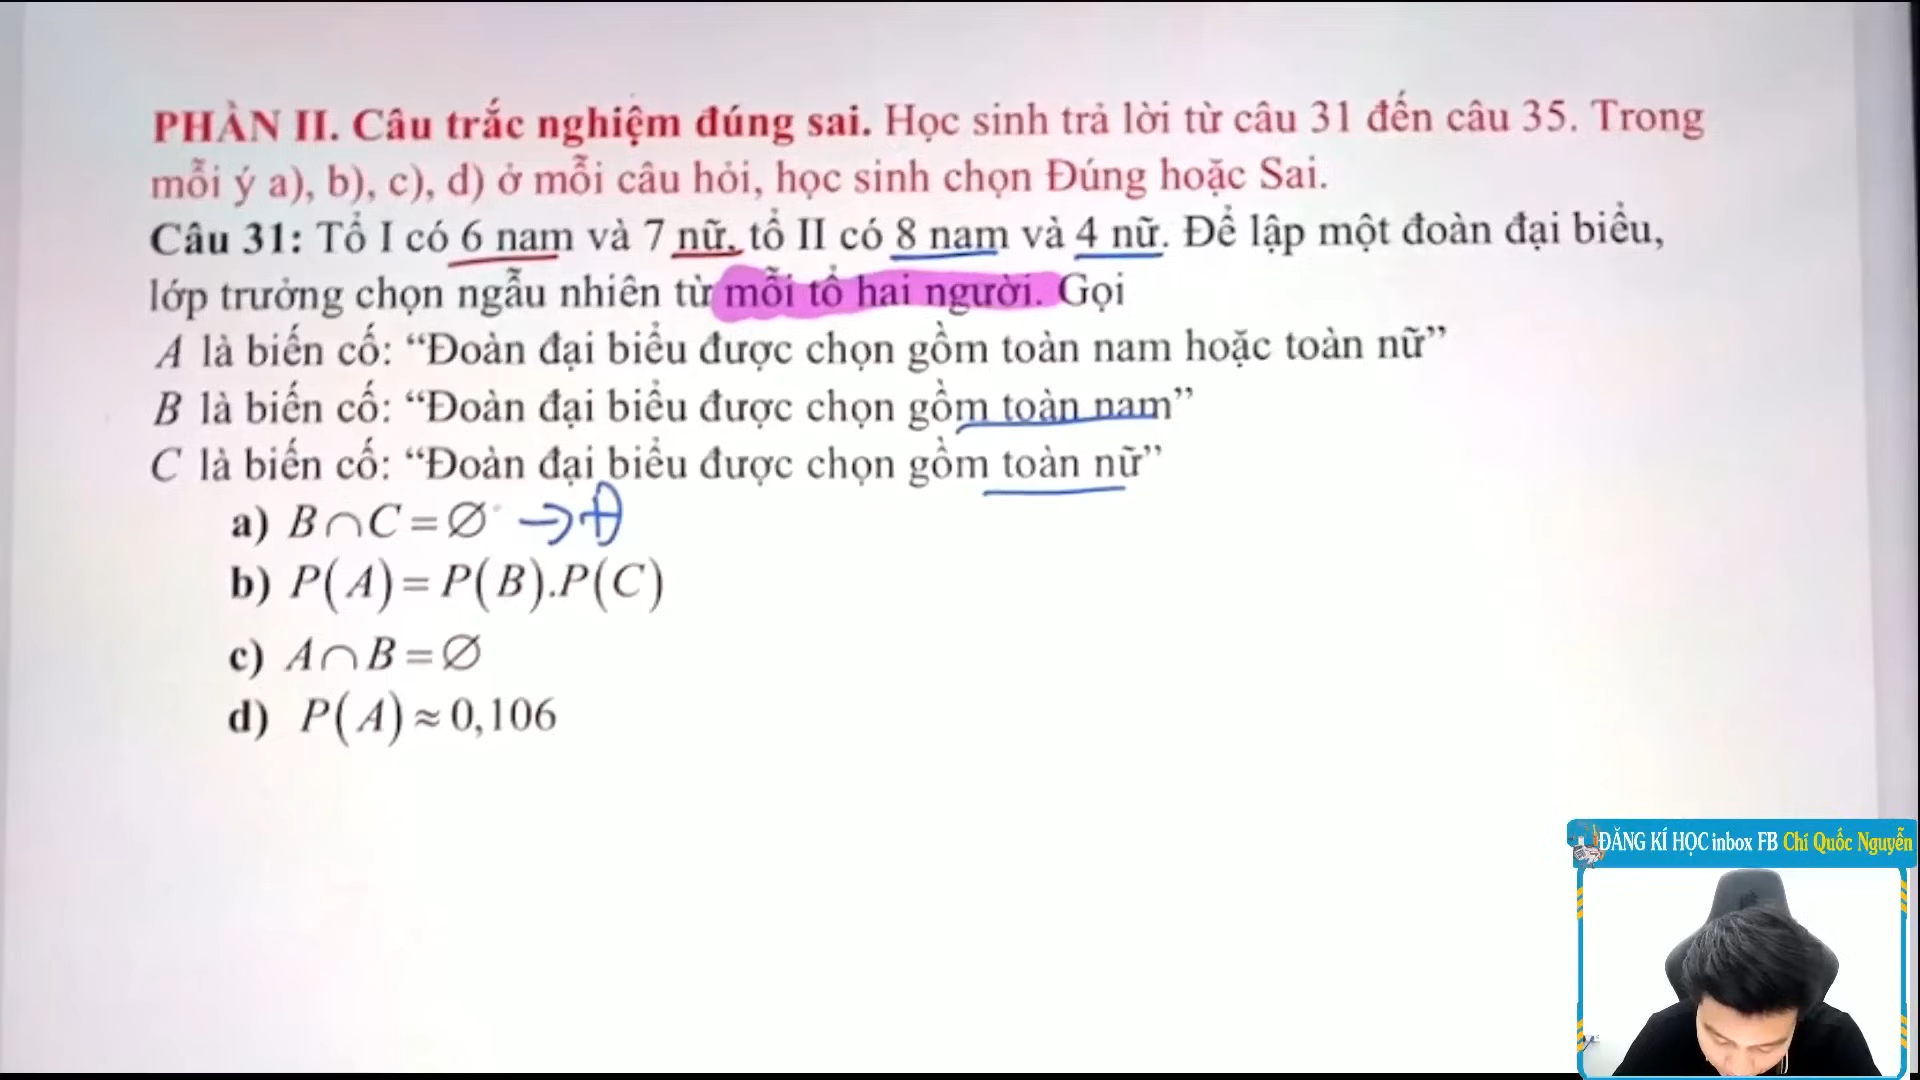 PHẦN II. Câu trắc nghiệm đúng sai. Học sinh trả lời từ câu 31 đến câu 35. Trong
mỗi ý a), b), c), d) ở mỗi câu hỏi, học sinh chọn Đúng hoặc Sai.
Câu 31: Tổ I có 6 nam và 7 nữ, tổ II có 8 nam và 4 nữ. Để lập một đoàn đại biểu,
lớp trưởng chọn ngẫu nhiên từ mỗi tổ hai người. Gọi
A là biến cố: “Đoàn đại biểu được chọn gồm toàn nam hoặc toàn nữ”
B là biến cố: “Đoàn đại biểu được chọn gồm toàn nam”
C là biến cố: “Đoàn đại biểu được chọn gồm toàn nữ”
a) B∩C=∅ → Đ
b) P(A)=P(B).P(C)
c) A∩B=∅
d) P(A)≈0,106
ĐĂNG KÍ HỌC inbox FB Chí Quốc Nguyễn